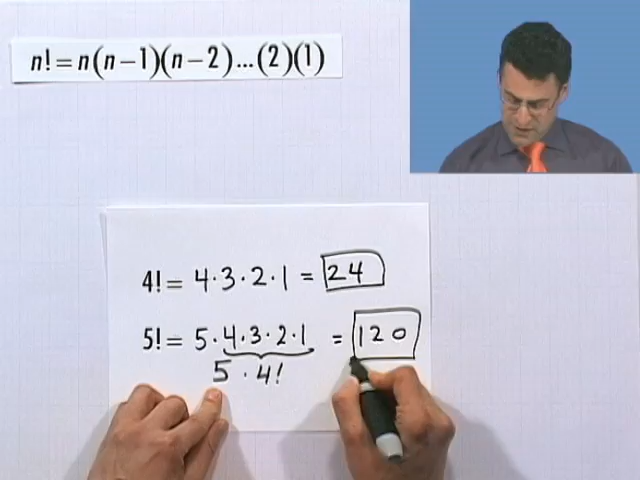 n! = n(n−1)(n−2)...(2)(1)
4! = 4·3·2·1 = 24
5! = 5·4·3·2·1 = 120
5·4!